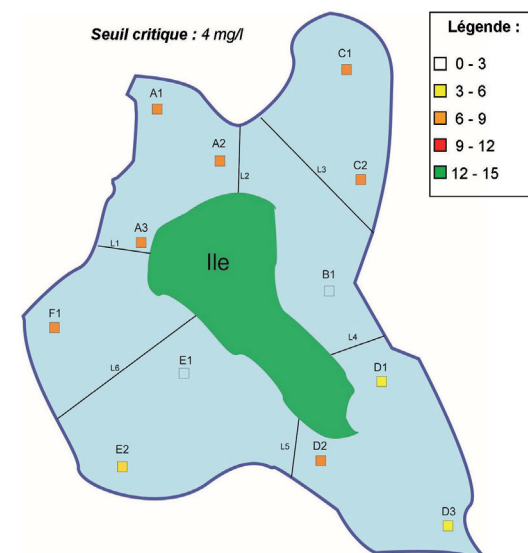 Seuil critique : 4 mg/l
Légende :
0 - 3
3 - 6
6 - 9
9 - 12
12 - 15
C1
A1
A2
L2
L3
C2
A3
L1
Ile
B1
F1
L4
L6
E1
D1
E2
L5
D2
D3